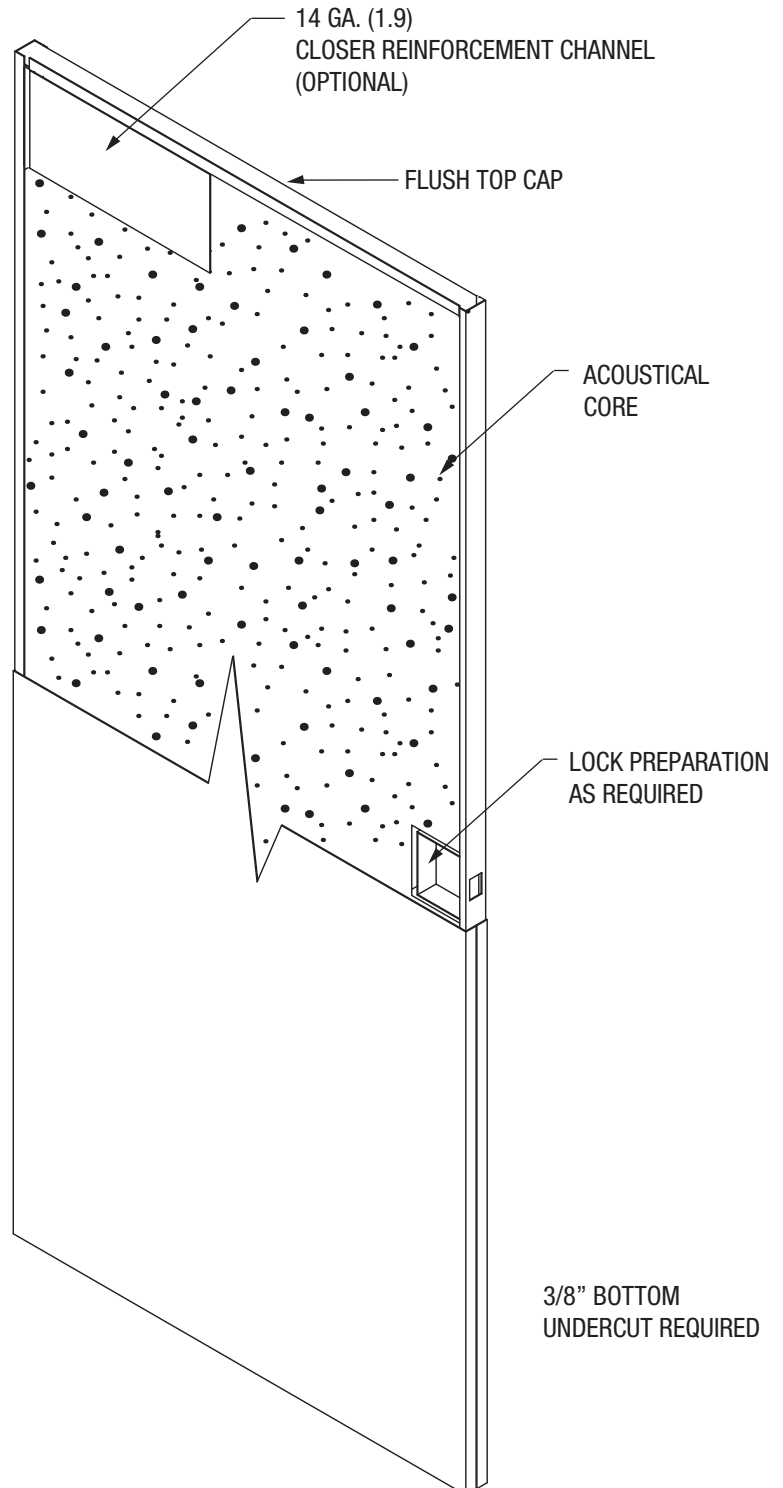 14 GA. (1.9)
CLOSER REINFORCEMENT CHANNEL
(OPTIONAL)
FLUSH TOP CAP
ACOUSTICAL
CORE
LOCK PREPARATION
AS REQUIRED
3/8” BOTTOM
UNDERCUT REQUIRED